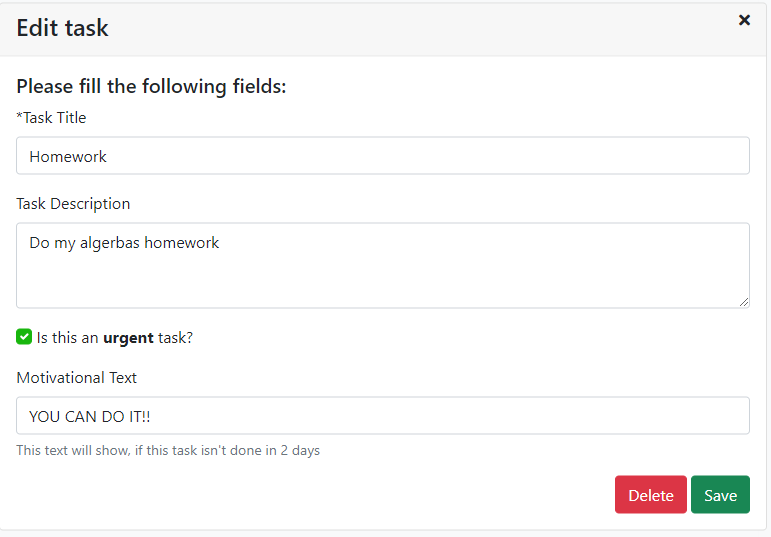 Edit task
Please fill the following fields:
*Task Title
Homework
Task Description
Do my algerbas homework
Is this an urgent task?
Motivational Text
YOU CAN DO IT!!
This text will show, if this task isn't done in 2 days
Delete Save